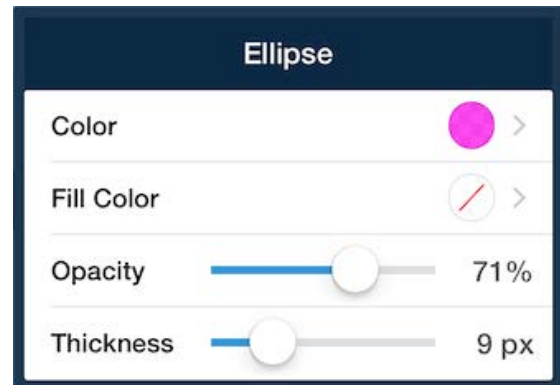 Ellipse
Color
Fill Color
Opacity 71%
Thickness 9 px